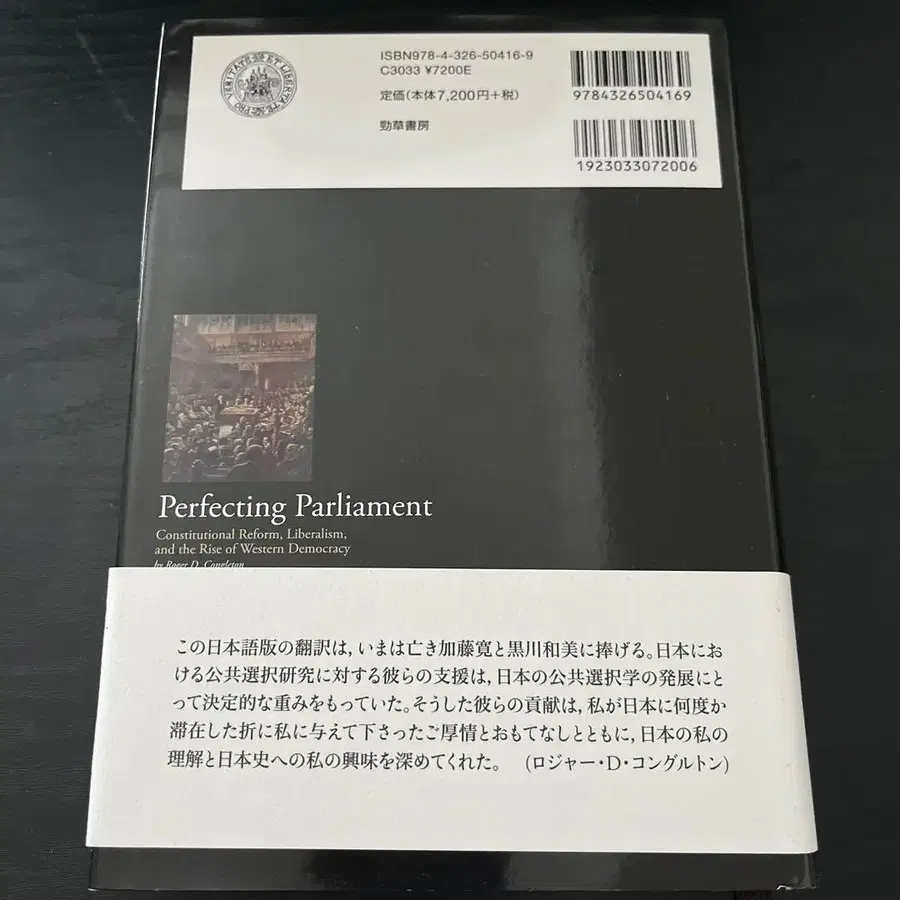 PRO VERITATE ET LIBERTATE
ISBN978-4-326-50416-9
C3033 ¥7200E
定価(本体7,200円+税)
勁草書房
9784326504169
1923033072006
Perfecting Parliament
Constitutional Reform, Liberalism,
and the Rise of Western Democracy
by Roger D. Congleton
この日本語版の翻訳は,いまは亡き加藤寛と黒川和美に捧げる。日本にお
ける公共選択研究に対する彼らの支援は,日本の公共選択学の発展にと
って決定的な重みをもっていた。そうした彼らの貢献は,私が日本に何度か
滞在した折に私に与えて下さったご厚情とおもてなしとともに,日本の私の
理解と日本史への私の興味を深めてくれた。 (ロジャー・D・コングルトン)